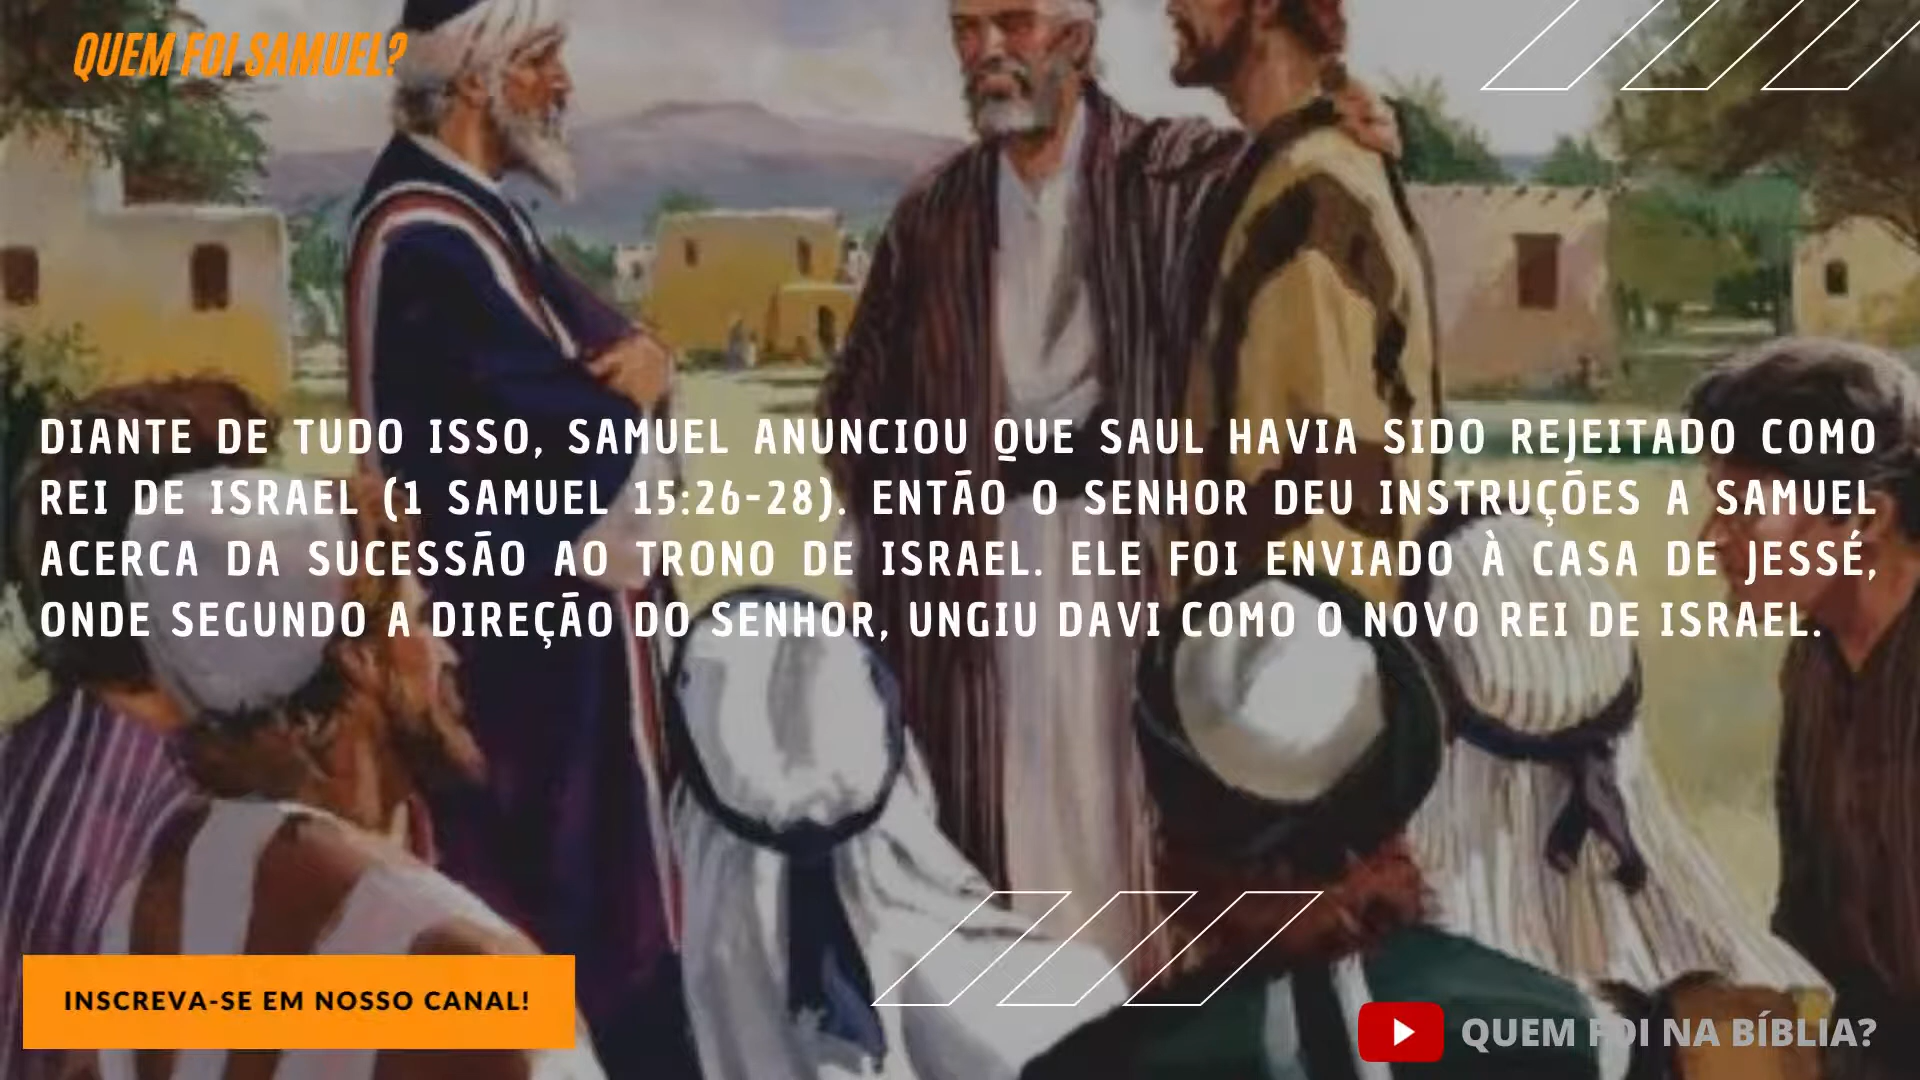 QUEM FOI SAMUEL?
DIANTE DE TUDO ISSO, SAMUEL ANUNCIOU QUE SAUL HAVIA SIDO REJEITADO COMO
REI DE ISRAEL (1 SAMUEL 15:26-28). ENTÃO O SENHOR DEU INSTRUÇÕES A SAMUEL
ACERCA DA SUCESSÃO AO TRONO DE ISRAEL. ELE FOI ENVIADO À CASA DE JESSÉ,
ONDE SEGUNDO A DIREÇÃO DO SENHOR, UNGIU DAVI COMO O NOVO REI DE ISRAEL.
INSCREVA-SE EM NOSSO CANAL!
QUEM FOI NA BÍBLIA?